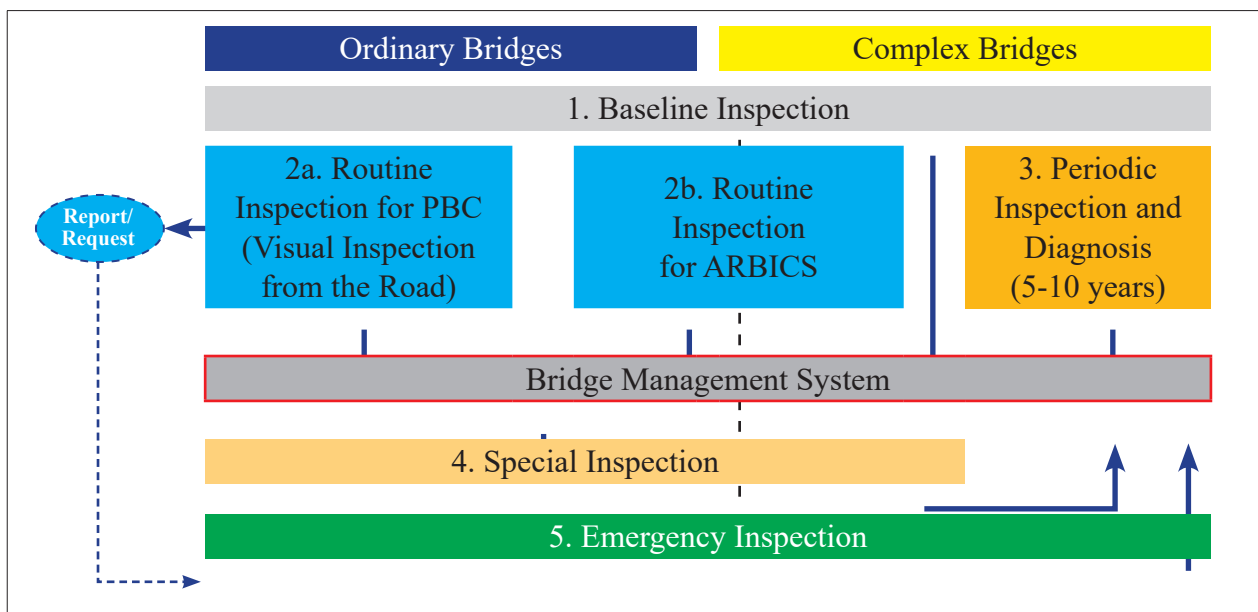 Ordinary Bridges
Complex Bridges
1. Baseline Inspection
2a. Routine
Inspection for PBC
(Visual Inspection
from the Road)
2b. Routine
Inspection
for ARBICS
3. Periodic
Inspection and
Diagnosis
(5-10 years)
Report/
Request
Bridge Management System
4. Special Inspection
5. Emergency Inspection